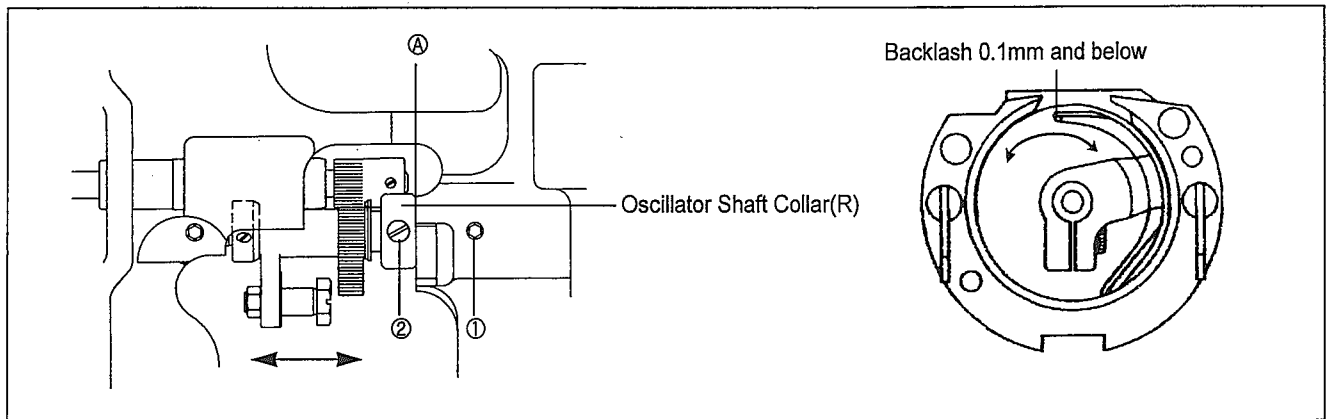 Ⓐ
Backlash 0.1mm and below
Oscillator Shaft Collar(R)
② ①